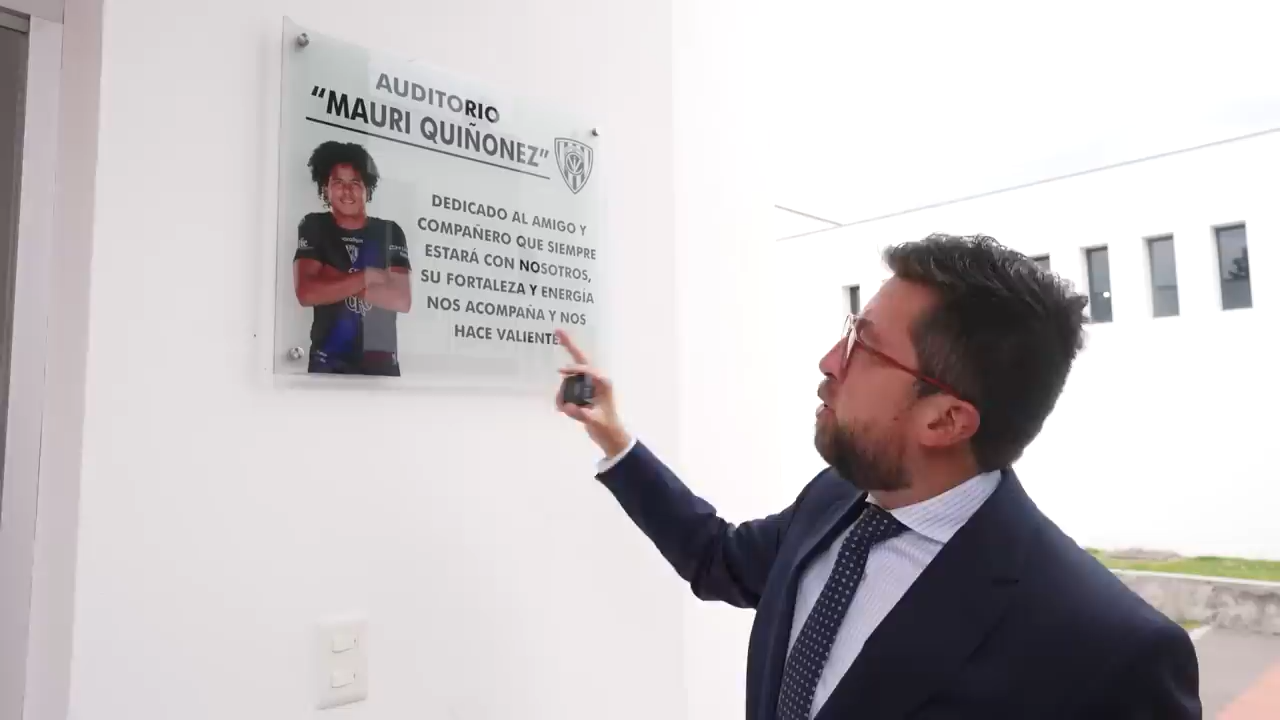 AUDITORIO
“MAURI QUIÑONEZ”
DEDICADO AL AMIGO Y
COMPAÑERO QUE SIEMPRE
ESTARÁ CON NOSOTROS,
SU FORTALEZA Y ENERGÍA
NOS ACOMPAÑA Y NOS
HACE VALIENTE